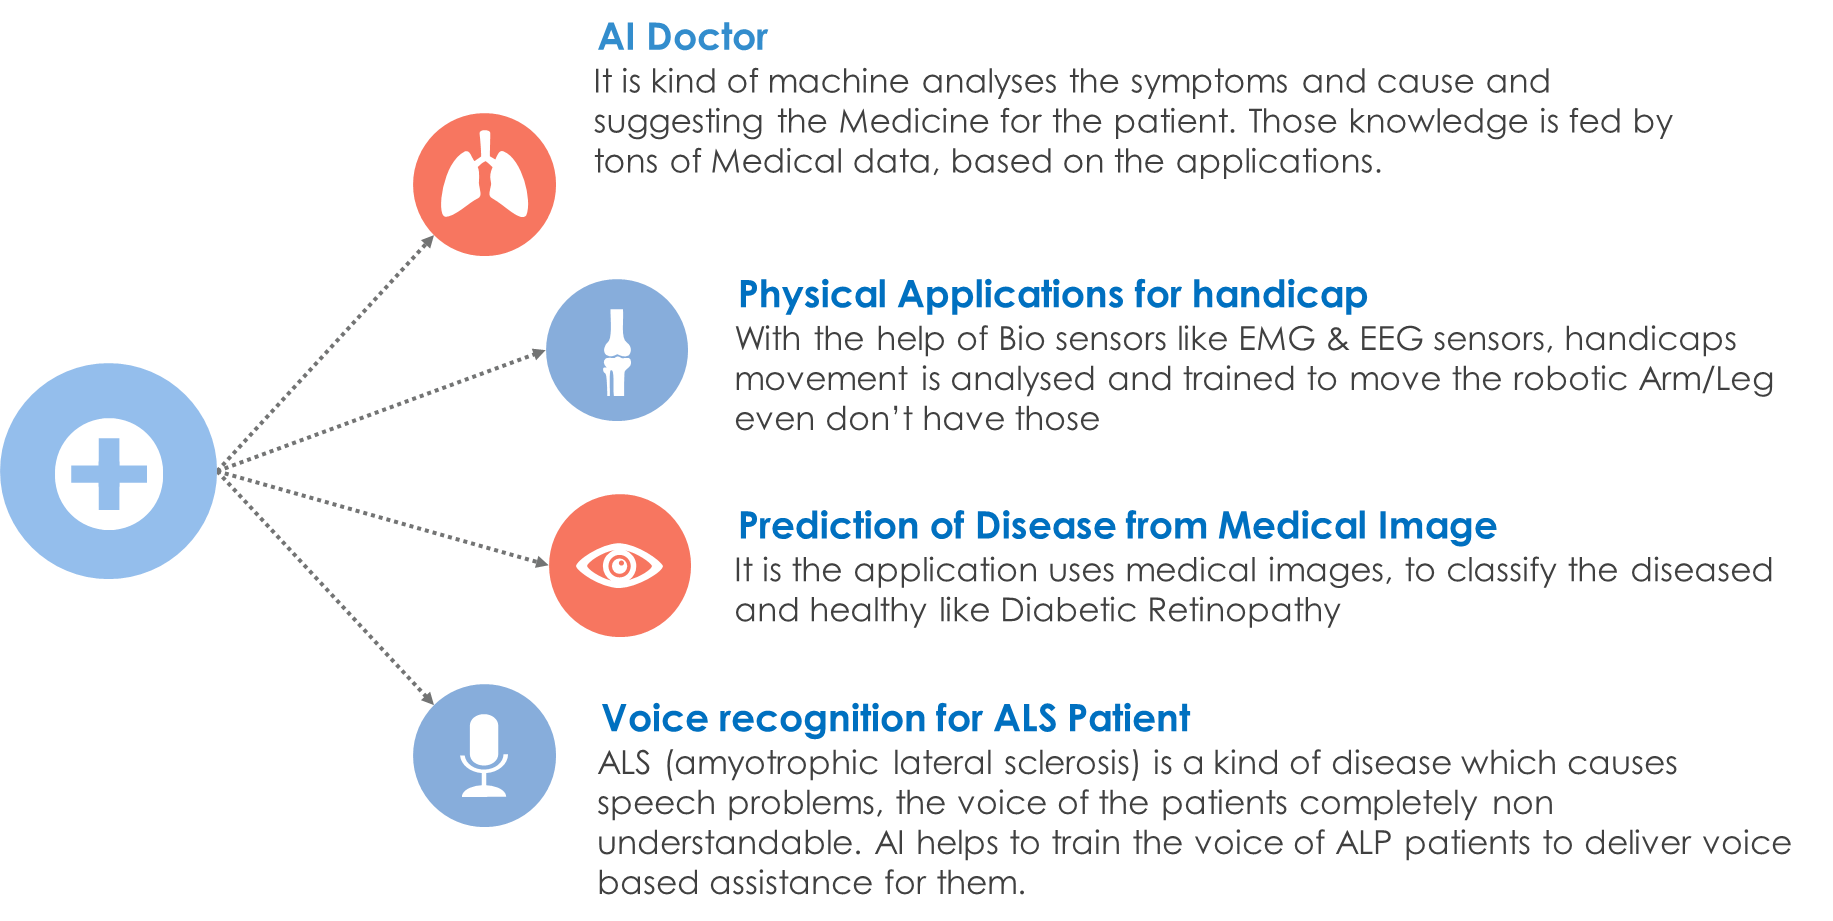 AI Doctor
It is kind of machine analyses the symptoms and cause and
suggesting the Medicine for the patient. Those knowledge is fed by
tons of Medical data, based on the applications.
Physical Applications for handicap
With the help of Bio sensors like EMG & EEG sensors, handicaps
movement is analysed and trained to move the robotic Arm/Leg
even don’t have those
Prediction of Disease from Medical Image
It is the application uses medical images, to classify the diseased
and healthy like Diabetic Retinopathy
Voice recognition for ALS Patient
ALS (amyotrophic lateral sclerosis) is a kind of disease which causes
speech problems, the voice of the patients completely non
understandable. AI helps to train the voice of ALP patients to deliver voice
based assistance for them.